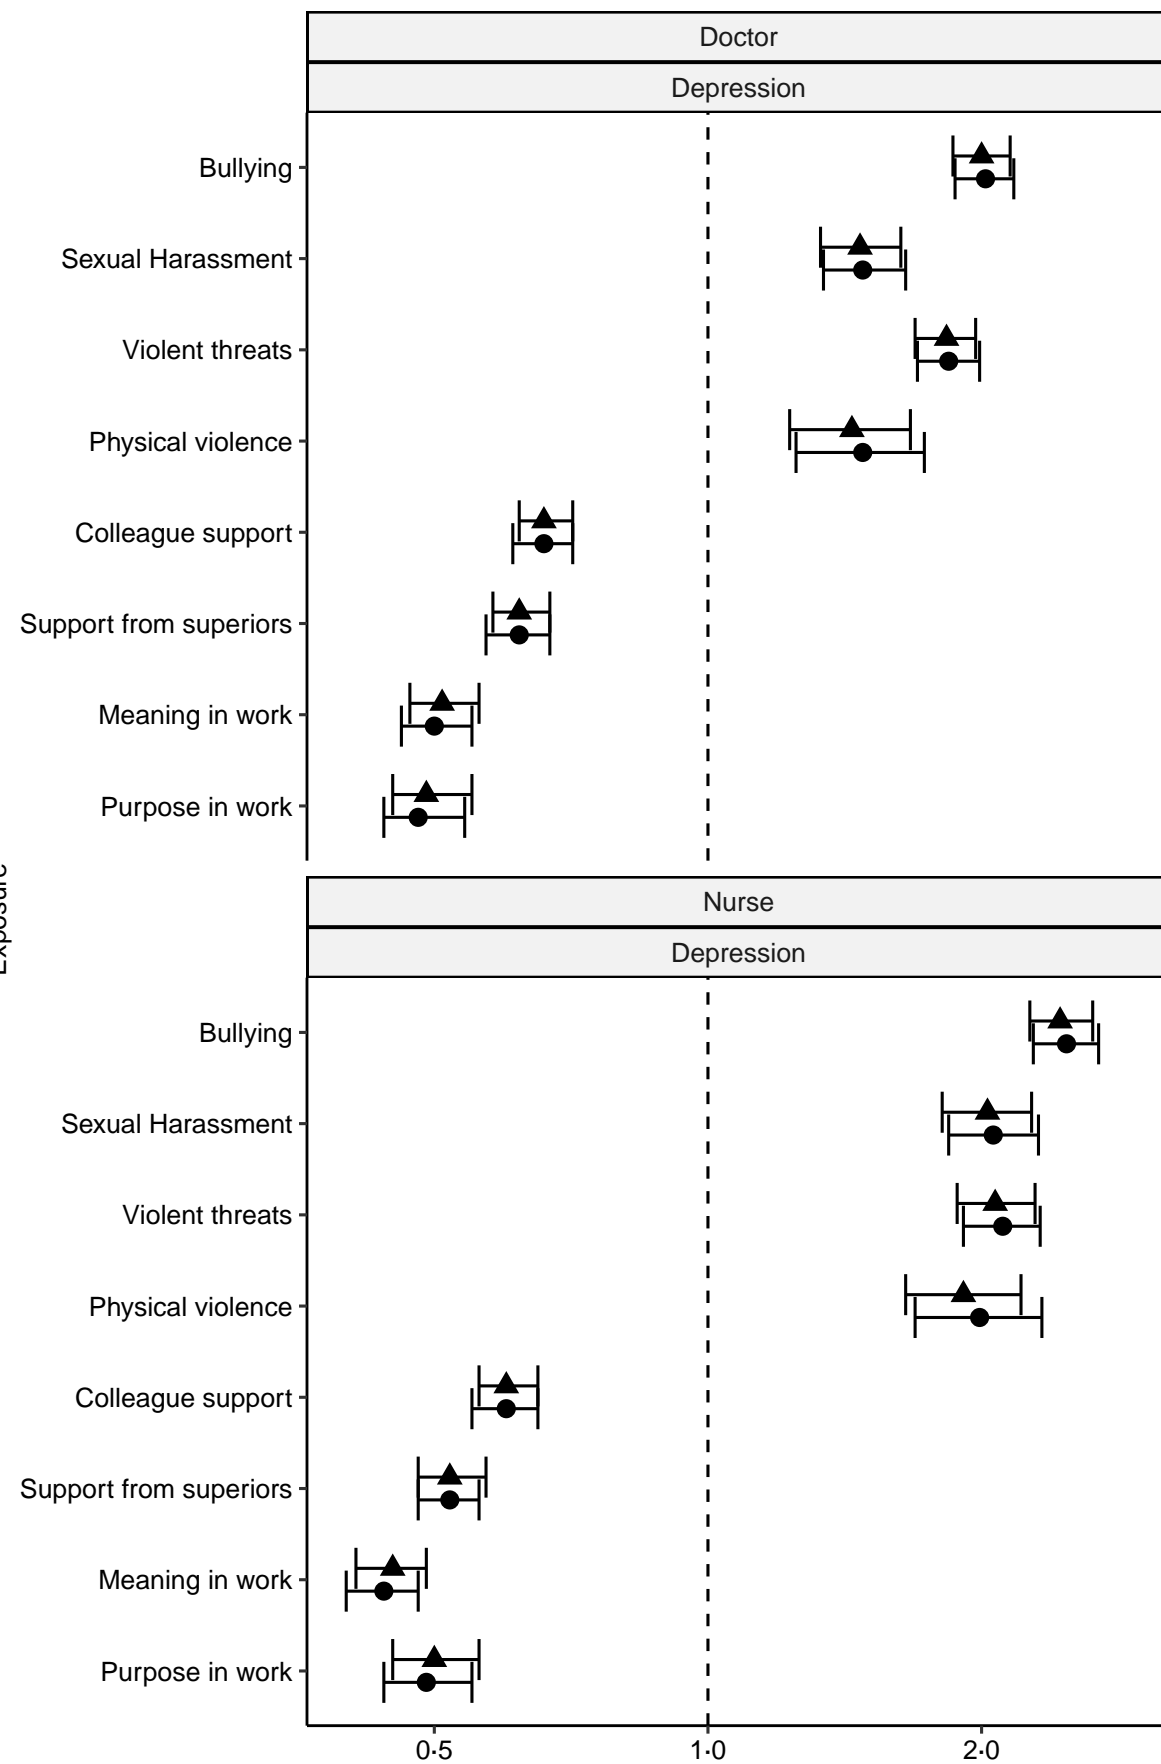 Doctor
Depression
Bullying
Sexual Harassment
Violent threats
Physical violence
Colleague support
Support from superiors
Meaning in work
Purpose in work
Exposure
Nurse
Depression
Bullying
Sexual Harassment
Violent threats
Physical violence
Colleague support
Support from superiors
Meaning in work
Purpose in work
0·5 1·0 2·0